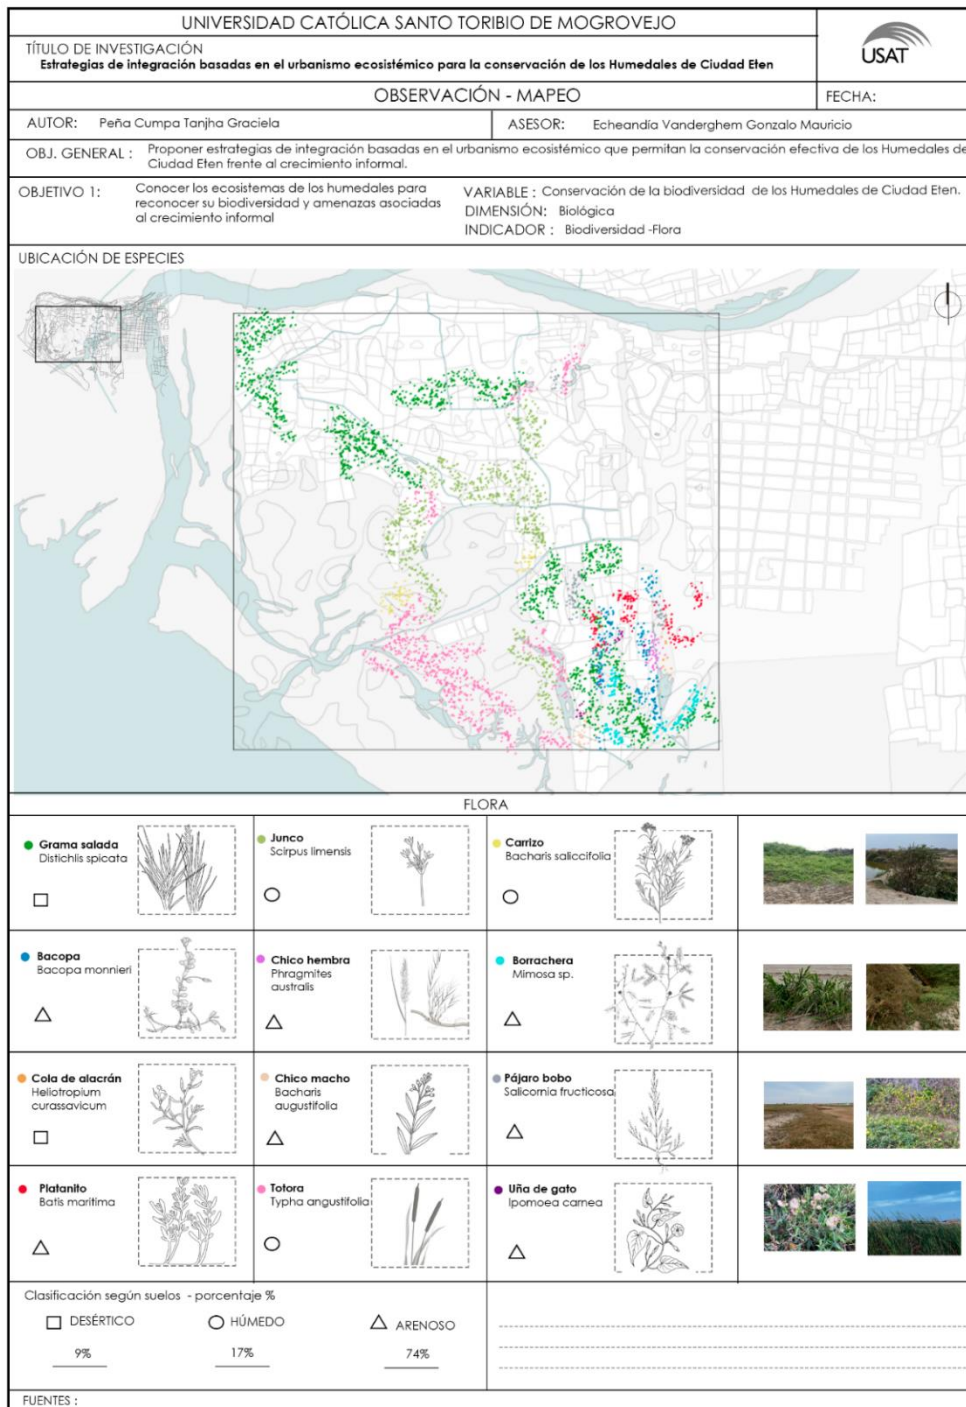 UNIVERSIDAD CATÓLICA SANTO TORIBIO DE MOGROVEJO
USAT
TÍTULO DE INVESTIGACIÓN
Estrategias de integración basadas en el urbanismo ecosistémico para la conservación de los Humedales de Ciudad Eten
OBSERVACIÓN - MAPEO
FECHA:
AUTOR: Peña Cumpa Tanjha Graciela
ASESOR: Echeandía Vanderghem Gonzalo Mauricio
OBJ. GENERAL : Proponer estrategias de integración basadas en el urbanismo ecosistémico que permitan la conservación efectiva de los Humedales de
Ciudad Eten frente al crecimiento informal.
OBJETIVO 1: Conocer los ecosistemas de los humedales para
reconocer su biodiversidad y amenazas asociadas
al crecimiento informal
VARIABLE : Conservación de la biodiversidad de los Humedales de Ciudad Eten.
DIMENSIÓN: Biológica
INDICADOR : Biodiversidad -Flora
UBICACIÓN DE ESPECIES
FLORA
Grama salada
Distichlis spicata
Junco
Scirpus limensis
Carrizo
Bacharis saliccifolia
Bacopa
Bacopa monnieri
Chico hembra
Phragmites
australis
Borrachera
Mimosa sp.
Cola de alacrán
Heliotropium
curassavicum
Chico macho
Bacharis
augustifolia
Pájaro bobo
Salicornia fructicosa
Platanito
Batis maritima
Totora
Typha angustifolia
Uña de gato
Ipomoea carnea
Clasificación según suelos - porcentaje %
DESÉRTICO
HÚMEDO
ARENOSO
9%
17%
74%
FUENTES :